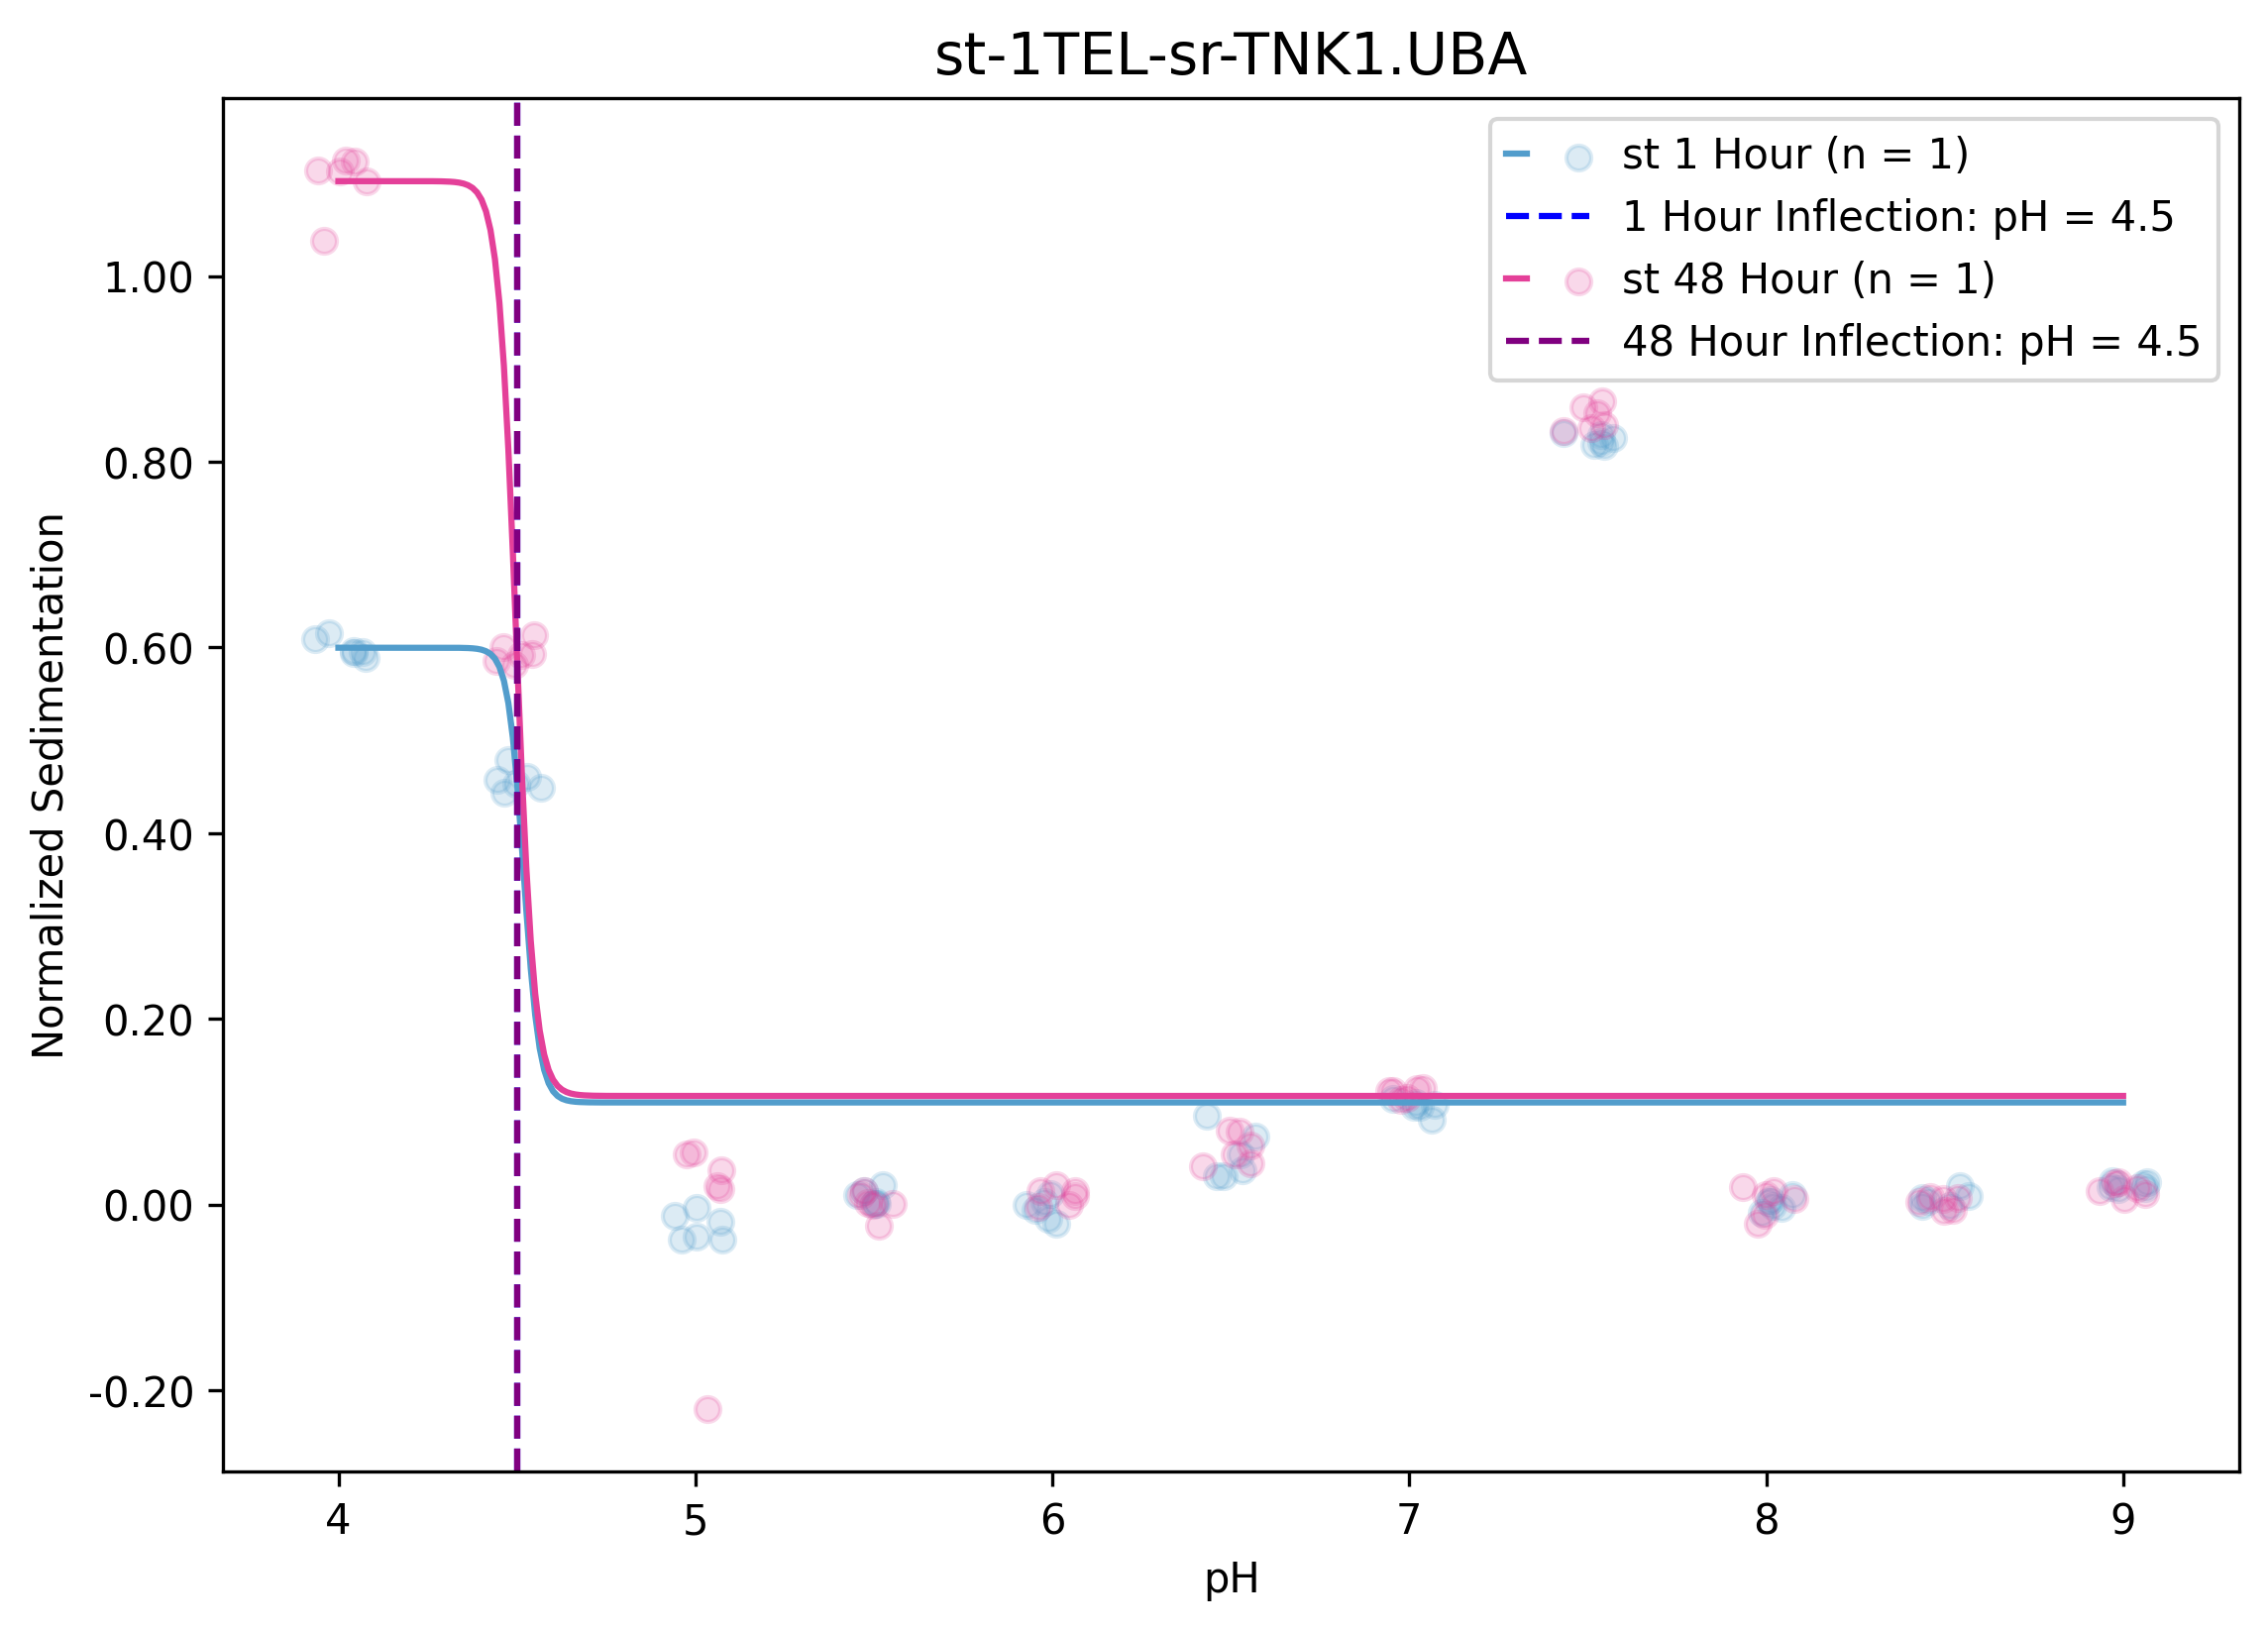 st-1TEL-sr-TNK1.UBA
st 1 Hour (n = 1)
1 Hour Inflection: pH = 4.5
st 48 Hour (n = 1)
48 Hour Inflection: pH = 4.5
Normalized Sedimentation
1.00
0.80
0.60
0.40
0.20
0.00
-0.20
4 5 6 7 8 9
pH